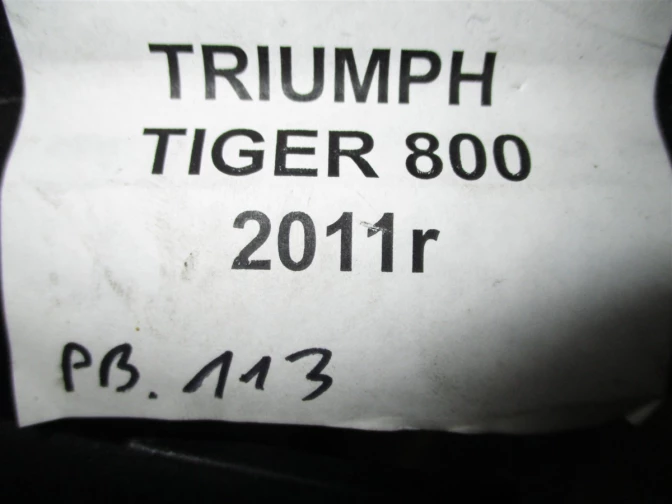 TRIUMPH
TIGER 800
2011r
PB. 113